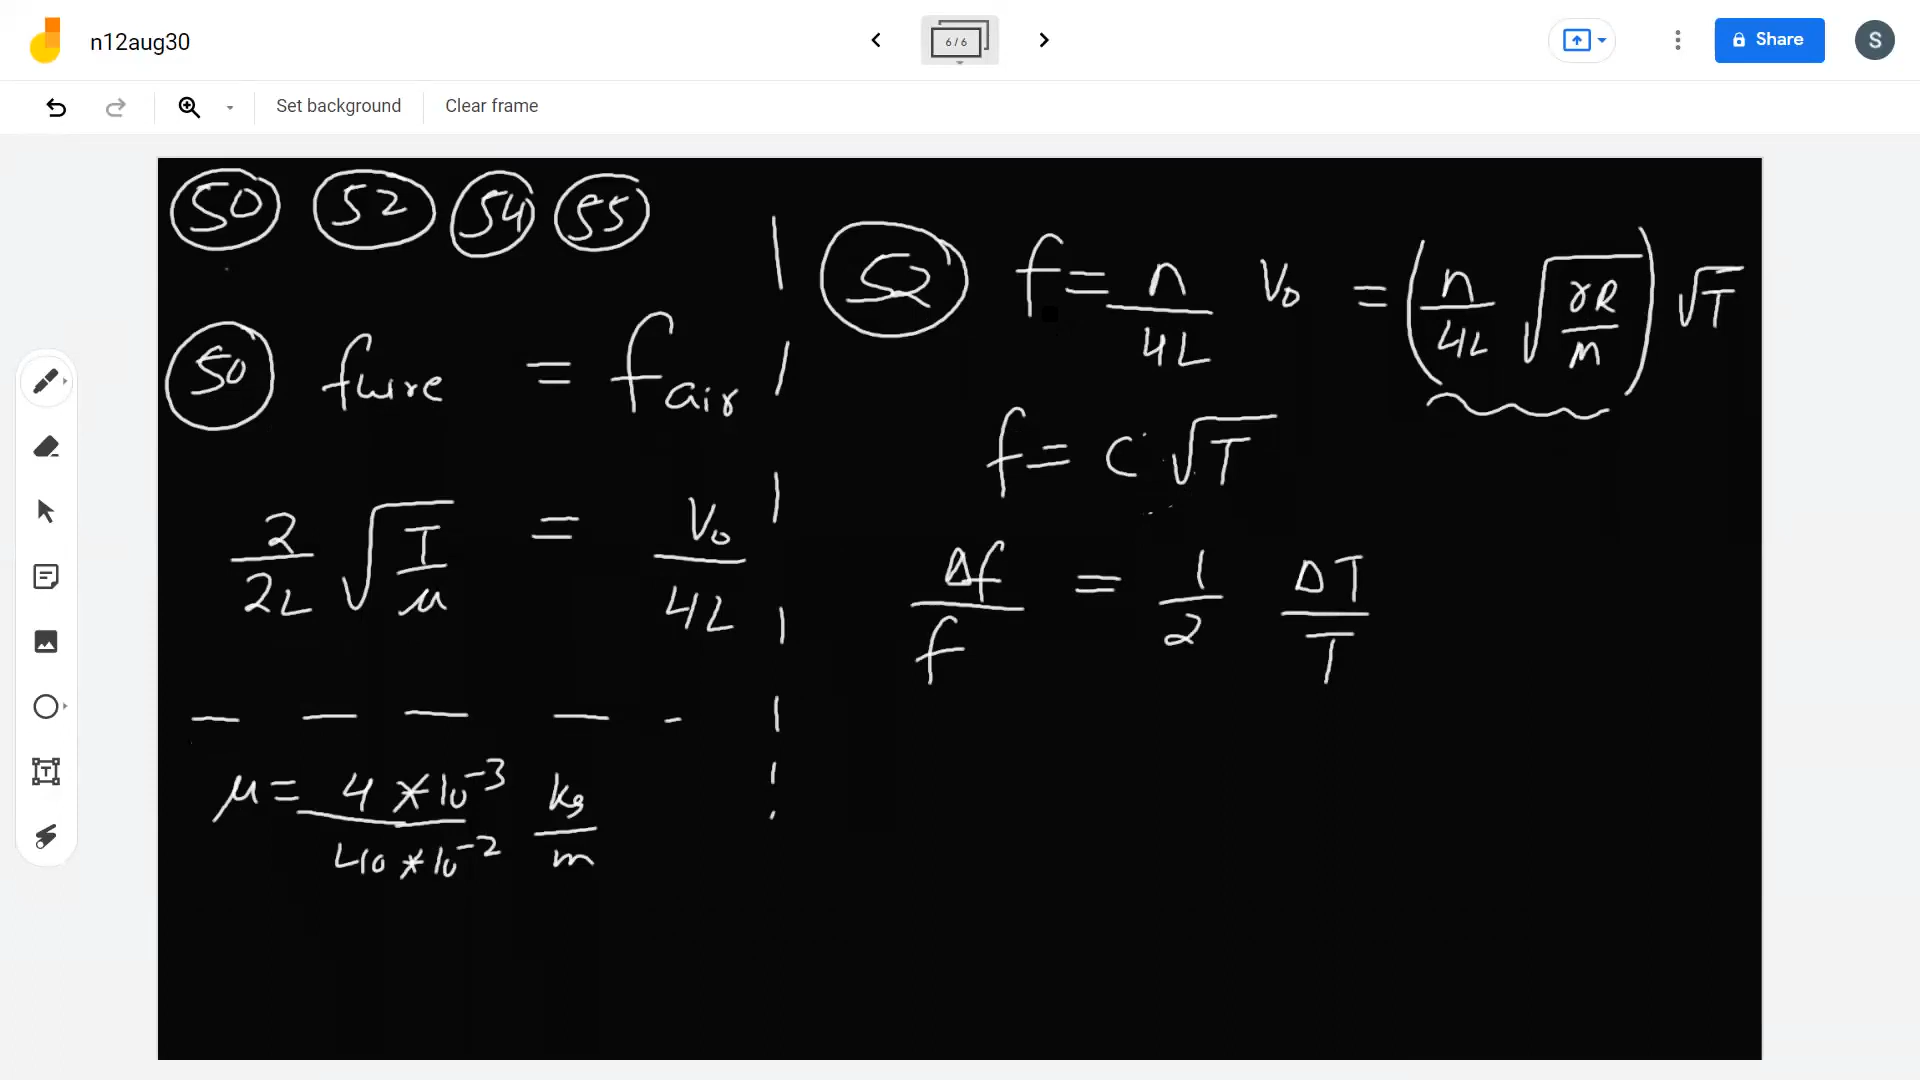 n12aug30
6 / 6
Share
S
Set background
Clear frame
50 52 54 55
50 fwire = fair
2/2L √(T/μ) = V₀/4L
μ = 4*10⁻³/40*10⁻² kg/m
52 f = n/4L V₀ = (n/4L √(γR/M)) √T
f = C √T
Δf/f = 1/2 ΔT/T